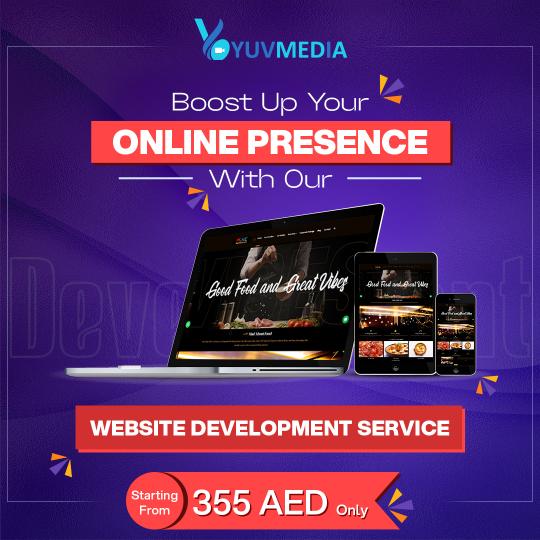 YUVMEDIA
Boost Up Your
ONLINE PRESENCE
With Our
Good Food and Great Vibes
Good Food and Great Vibes
WEBSITE DEVELOPMENT SERVICE
Starting
From
355 AED Only